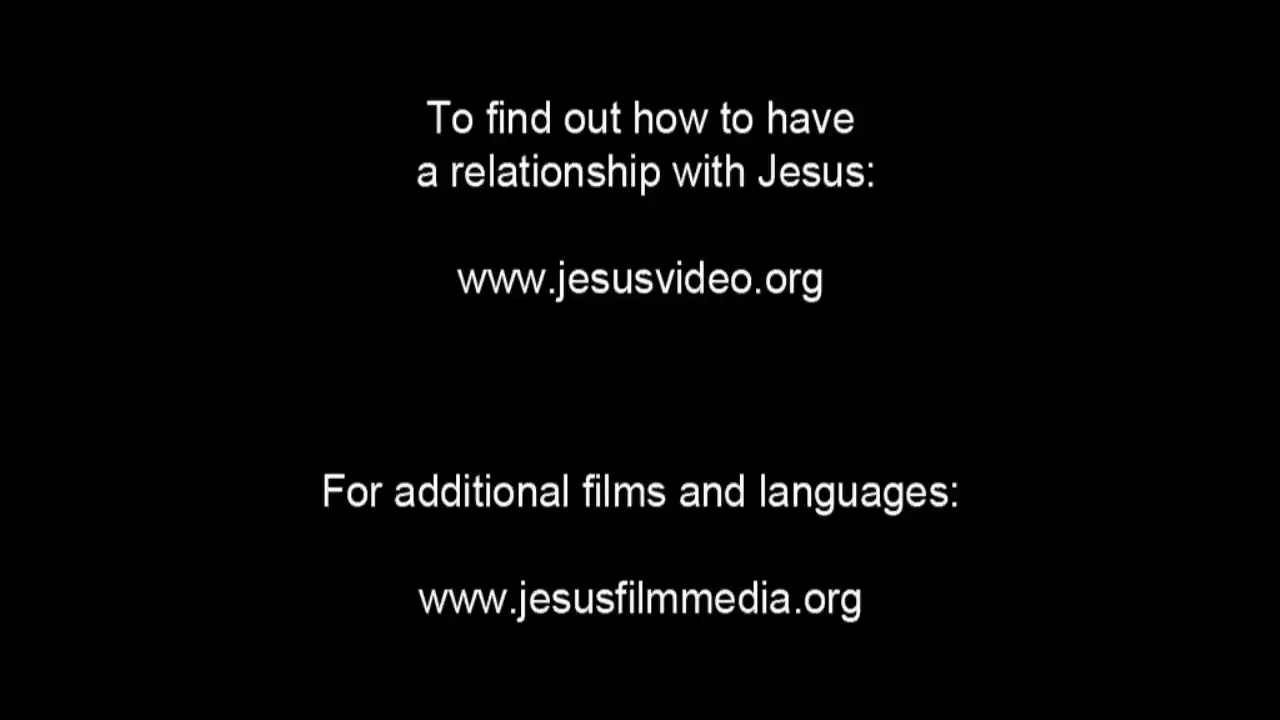 To find out how to have
a relationship with Jesus:
www.jesusvideo.org
For additional films and languages:
www.jesusfilmmedia.org